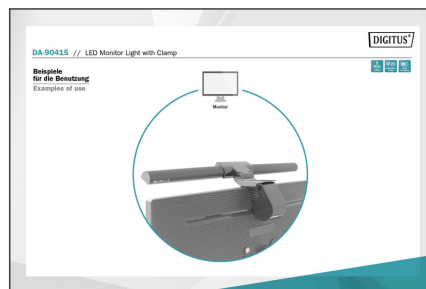 DIGITUS®
DA-90415 // LED Monitor Light with Clamp
Beispiele
für die Benutzung
Examples of use
Monitor